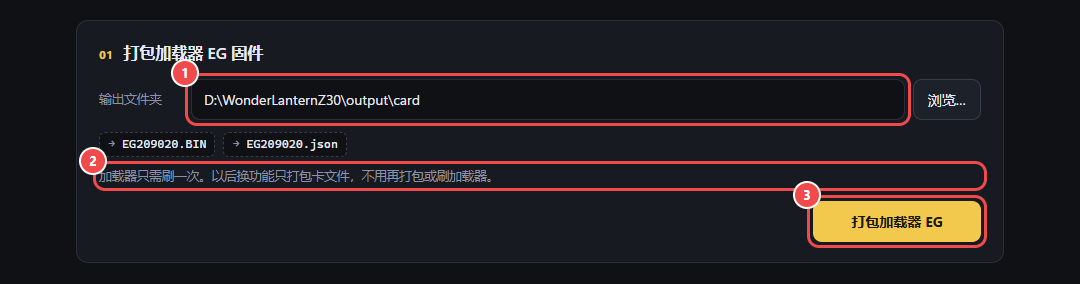 01 打包加载器 EG 固件
1
输出文件夹 D:\WonderLanternZ30\output\card 浏览...
→ EG209020.BIN → EG209020.json
2
加载器只需刷一次。以后换功能只打包卡文件，不用再打包或刷加载器。
3
打包加载器 EG